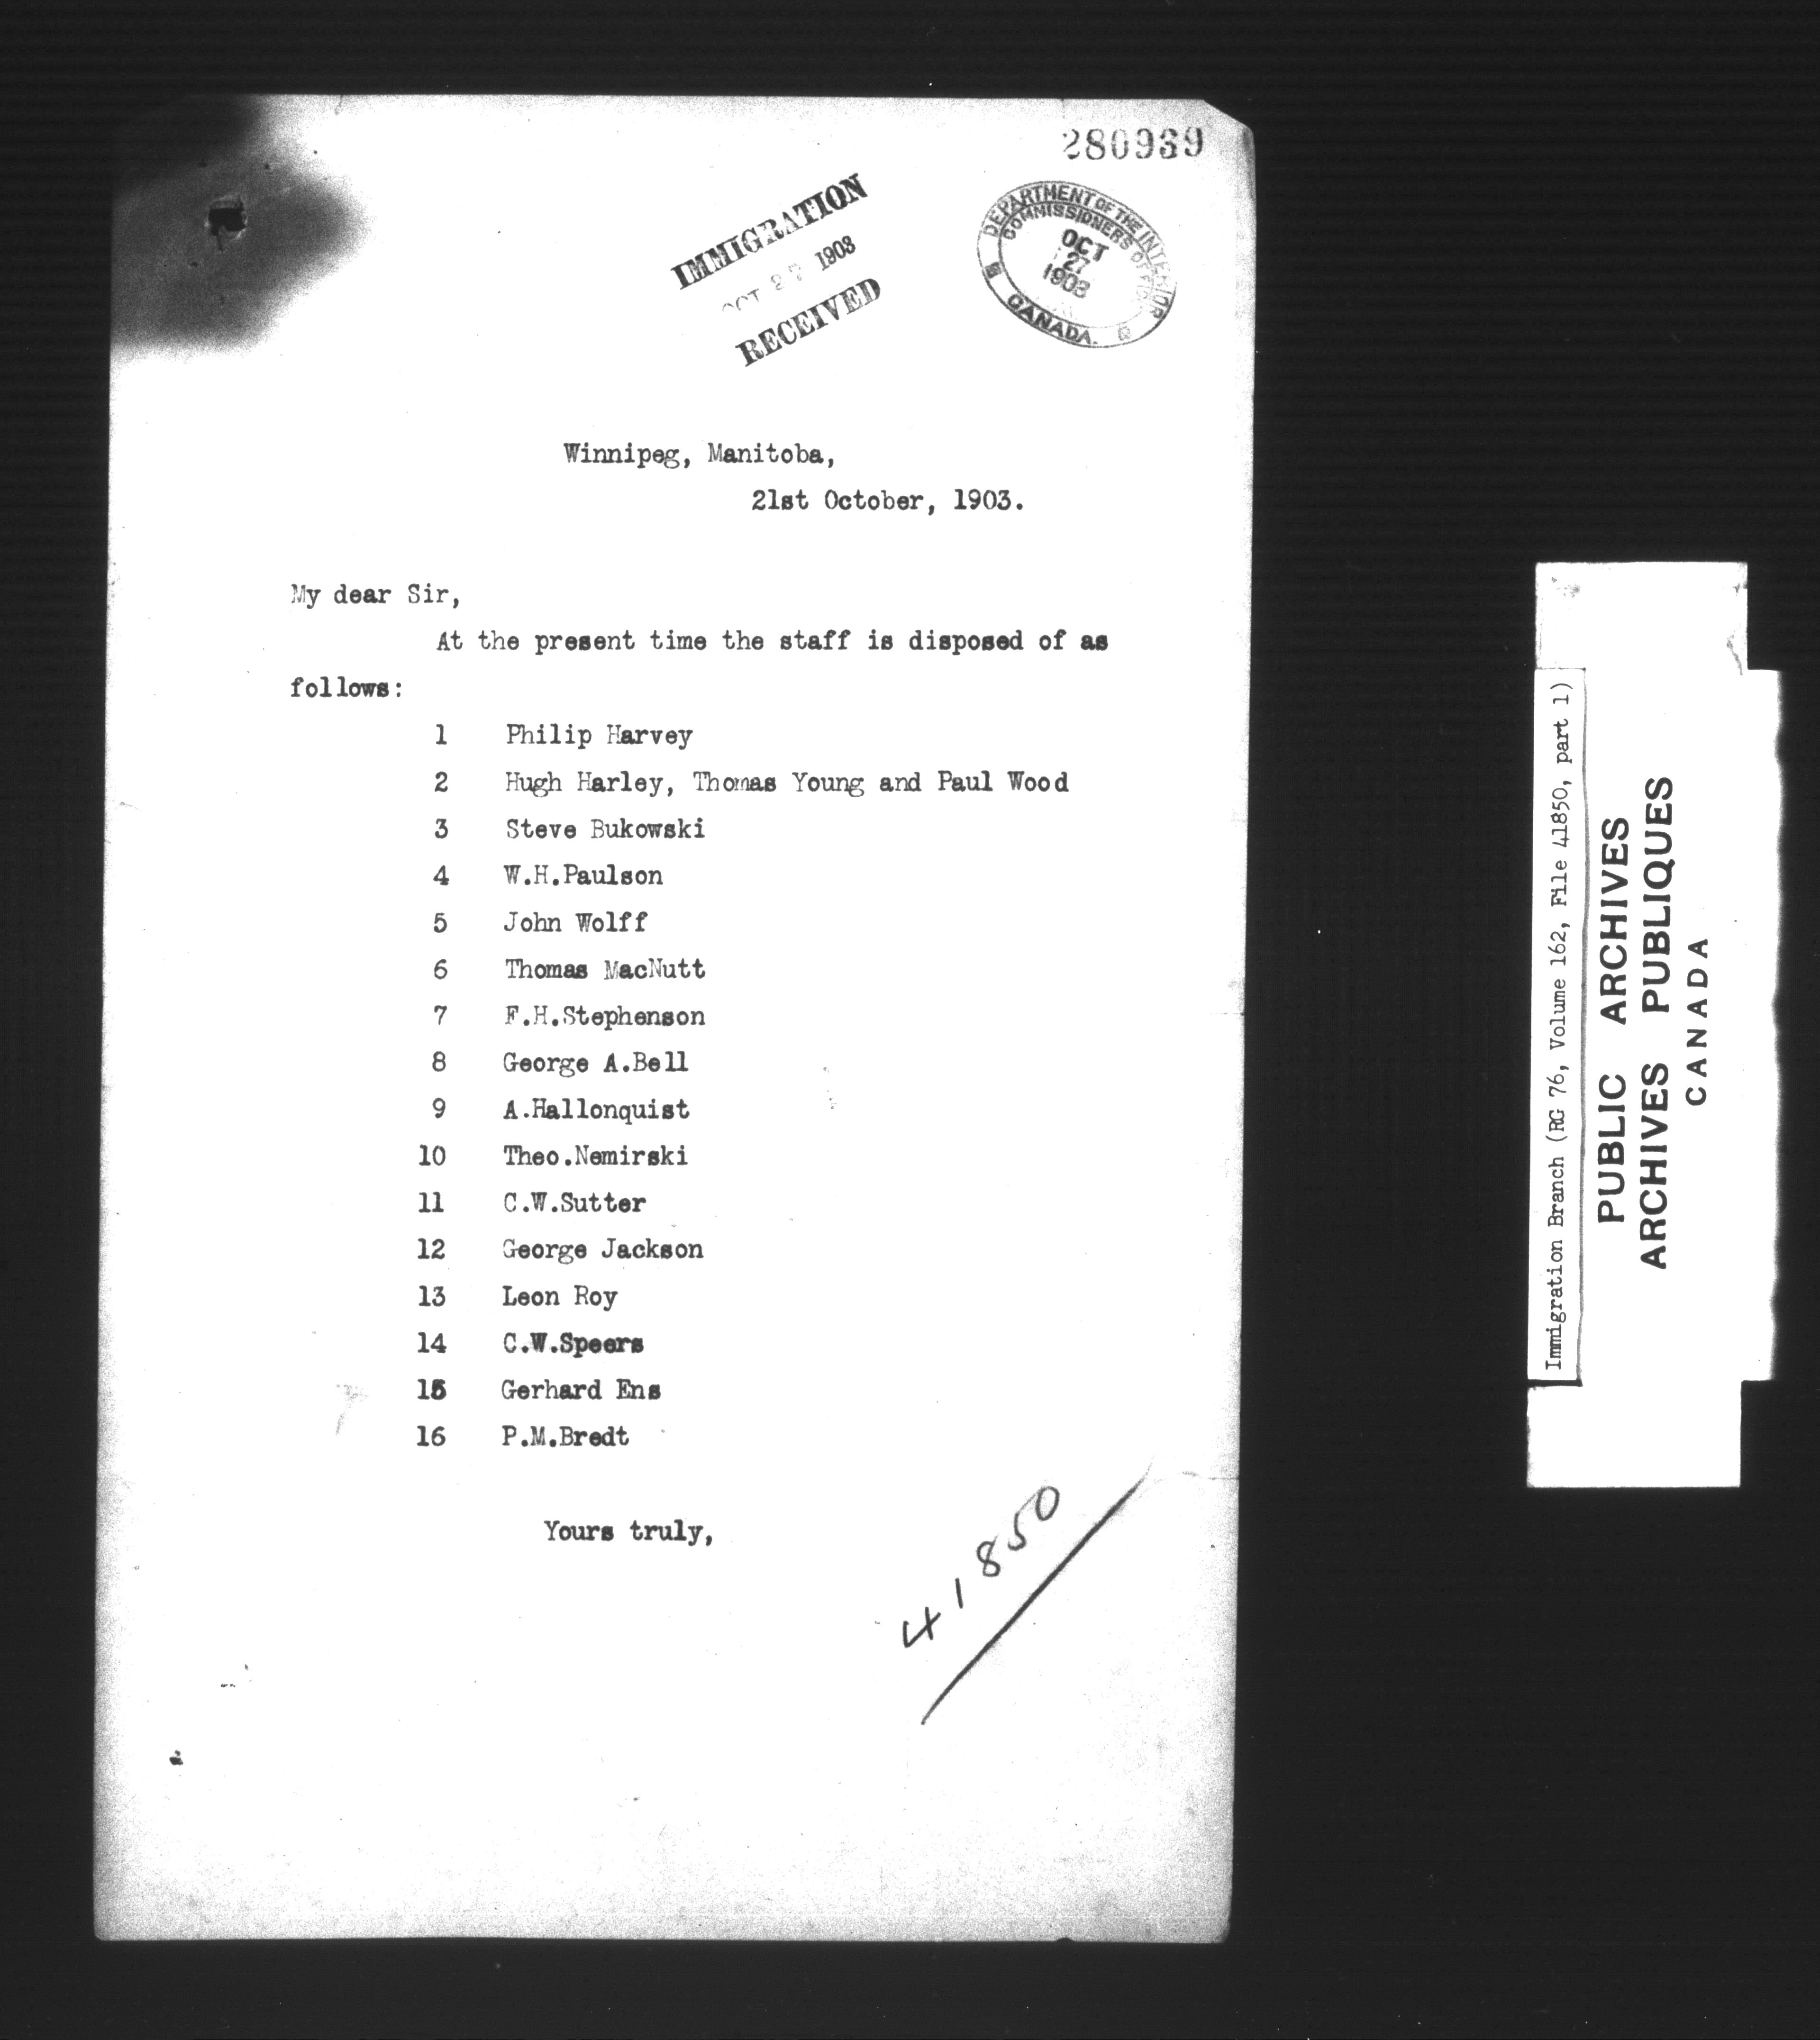 280939
IMMIGRATION
OCT 27 1903
RECEIVED
DEPARTMENT OF THE INTERIOR
COMMISSIONERS OFFICE
OCT
27
1903
CANADA.
Winnipeg, Manitoba,
21st October, 1903.
My dear Sir,
At the present time the staff is disposed of as
follows:
1 Philip Harvey
2 Hugh Harley, Thomas Young and Paul Wood
3 Steve Bukowski
4 W.H.Paulson
5 John Wolff
6 Thomas MacNutt
7 F.H.Stephenson
8 George A.Bell
9 A.Hallonquist
10 Theo.Nemirski
11 C.W.Sutter
12 George Jackson
13 Leon Roy
14 C.W.Speers
15 Gerhard Ens
16 P.M.Bredt
Yours truly,
41850
Immigration Branch (RG 76, Volume 162, File 41850, part 1)
PUBLIC ARCHIVES
ARCHIVES PUBLIQUES
CANADA